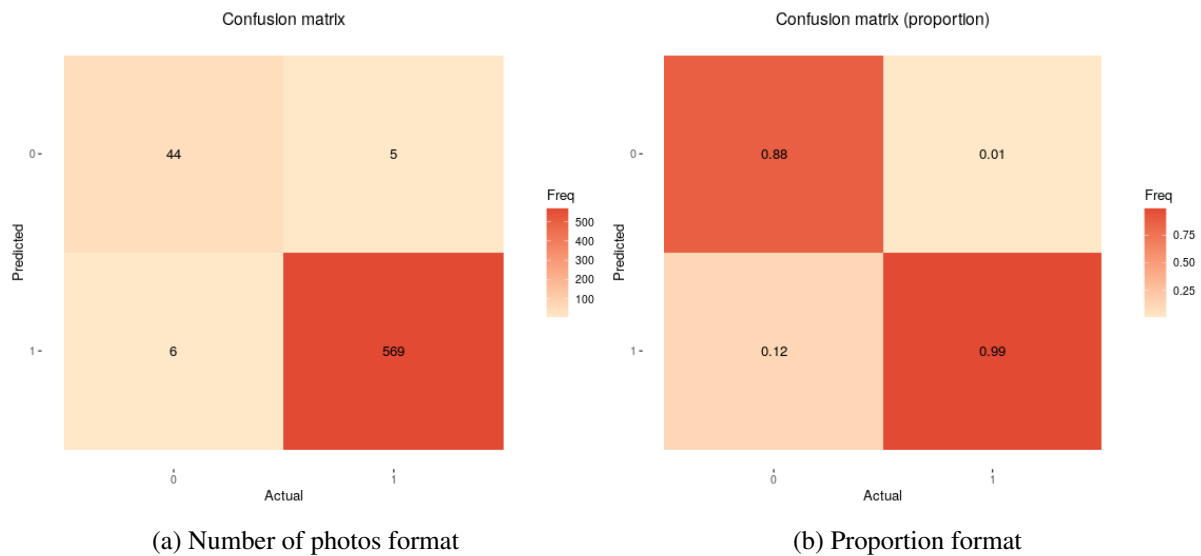 Confusion matrix
0
44
5
Predicted
1
6
569
0
1
Actual
Freq
500
400
300
200
100
(a) Number of photos format
Confusion matrix (proportion)
0
0.88
0.01
Predicted
1
0.12
0.99
0
1
Actual
Freq
0.75
0.50
0.25
(b) Proportion format